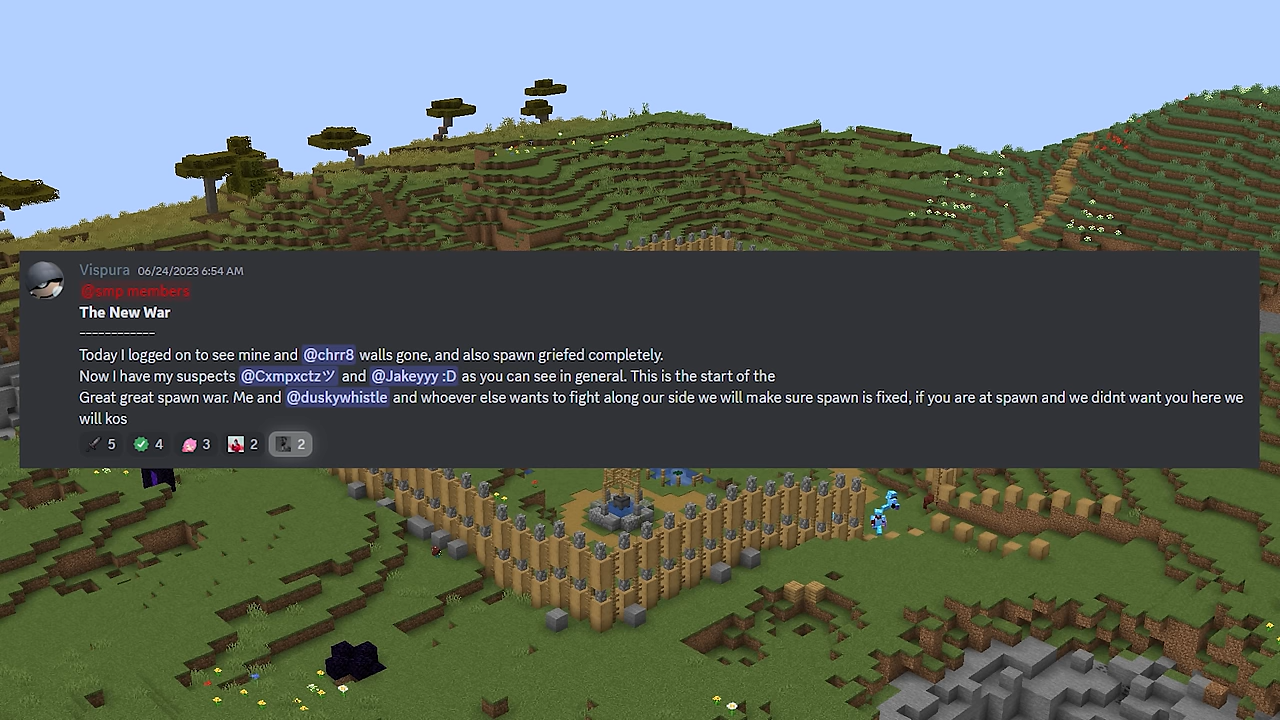 Vispura 06/24/2023 6:54 AM
@smp members
The New War
------------
Today I logged on to see mine and @chrr8 walls gone, and also spawn griefed completely.
Now I have my suspects @Cxmpxctzツ and @Jakeyyy :D as you can see in general. This is the start of the
Great great spawn war. Me and @duskywhistle and whoever else wants to fight along our side we will make sure spawn is fixed, if you are at spawn and we didnt want you here we
will kos
5 4 3 2 2